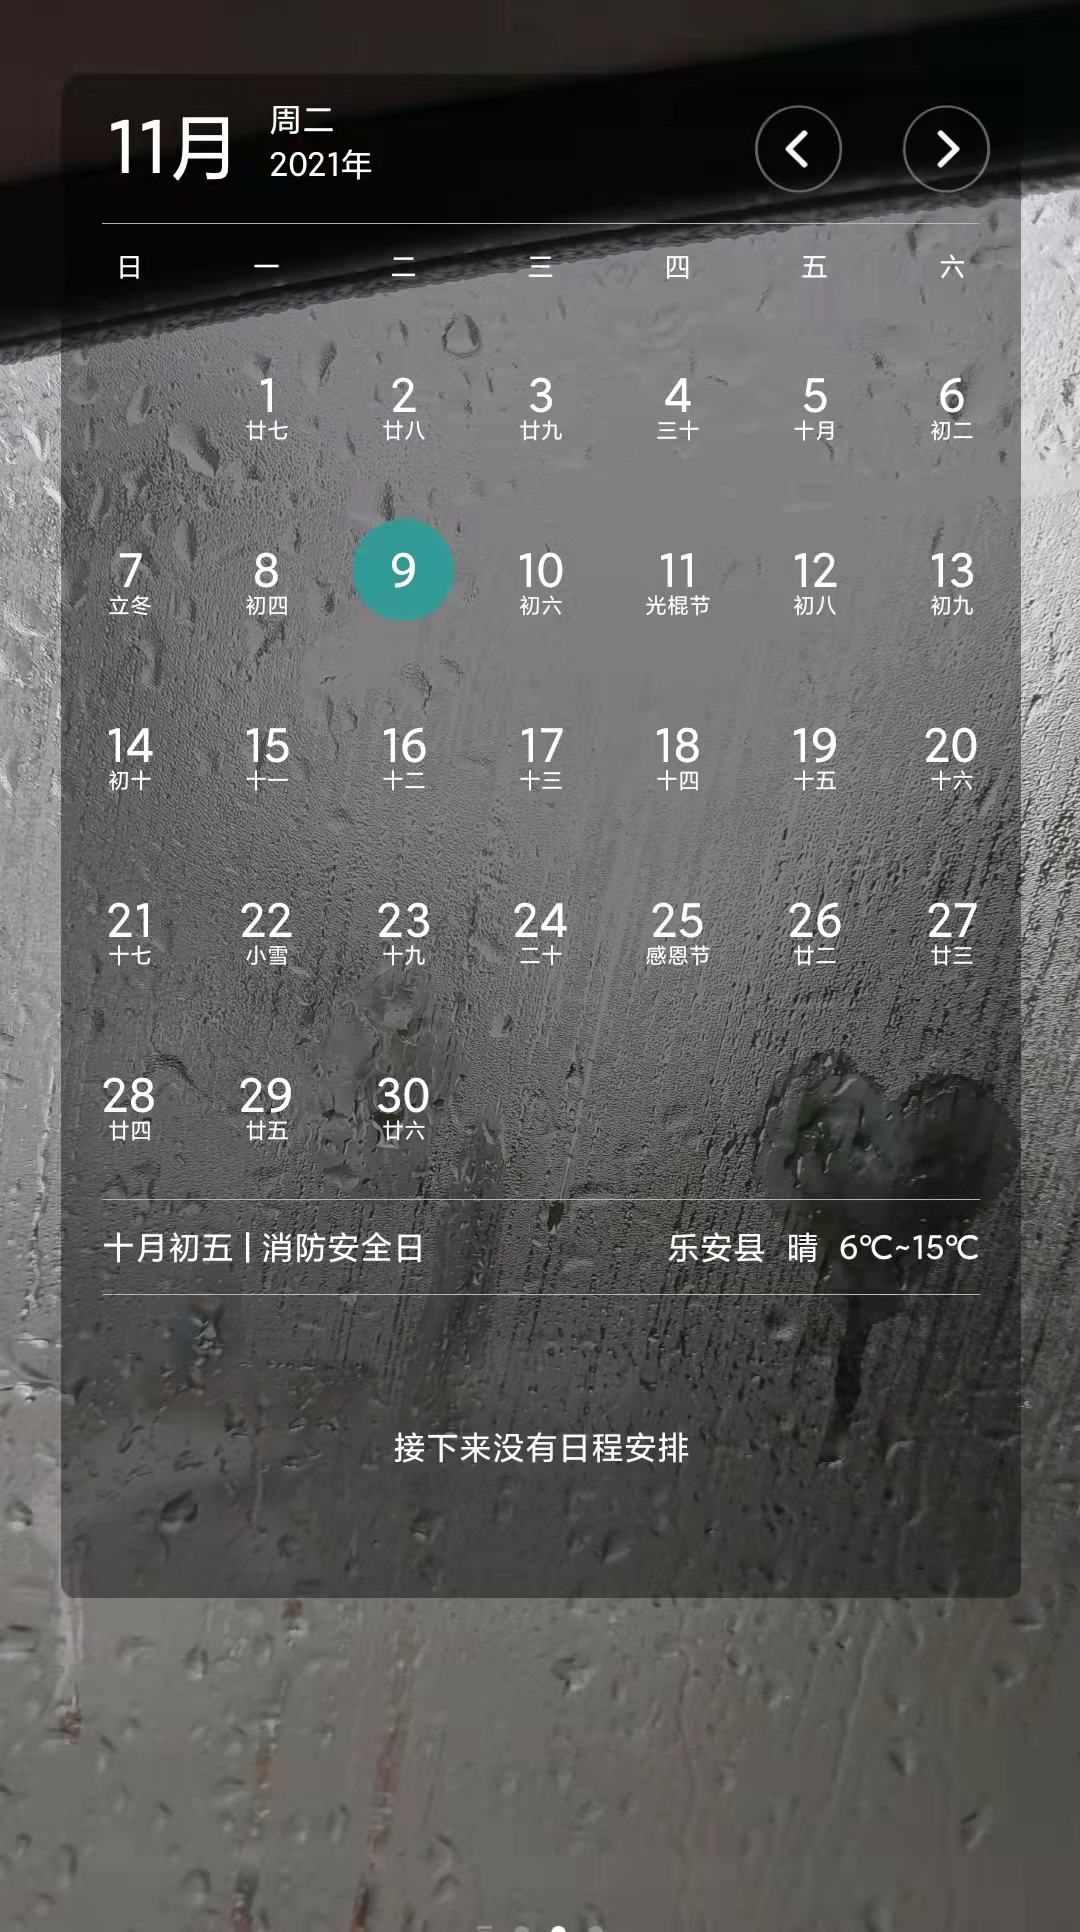 11月
周二
2021年
日 一 二 三 四 五 六
1 2 3 4 5 6
廿七 廿八 廿九 三十 十月 初二
7 8 9 10 11 12 13
立冬 初四 初六 光棍节 初八 初九
14 15 16 17 18 19 20
初十 十一 十二 十三 十四 十五 十六
21 22 23 24 25 26 27
十七 小雪 十九 二十 感恩节 廿二 廿三
28 29 30
廿四 廿五 廿六
十月初五 | 消防安全日 乐安县 晴 6℃~15℃
接下来没有日程安排